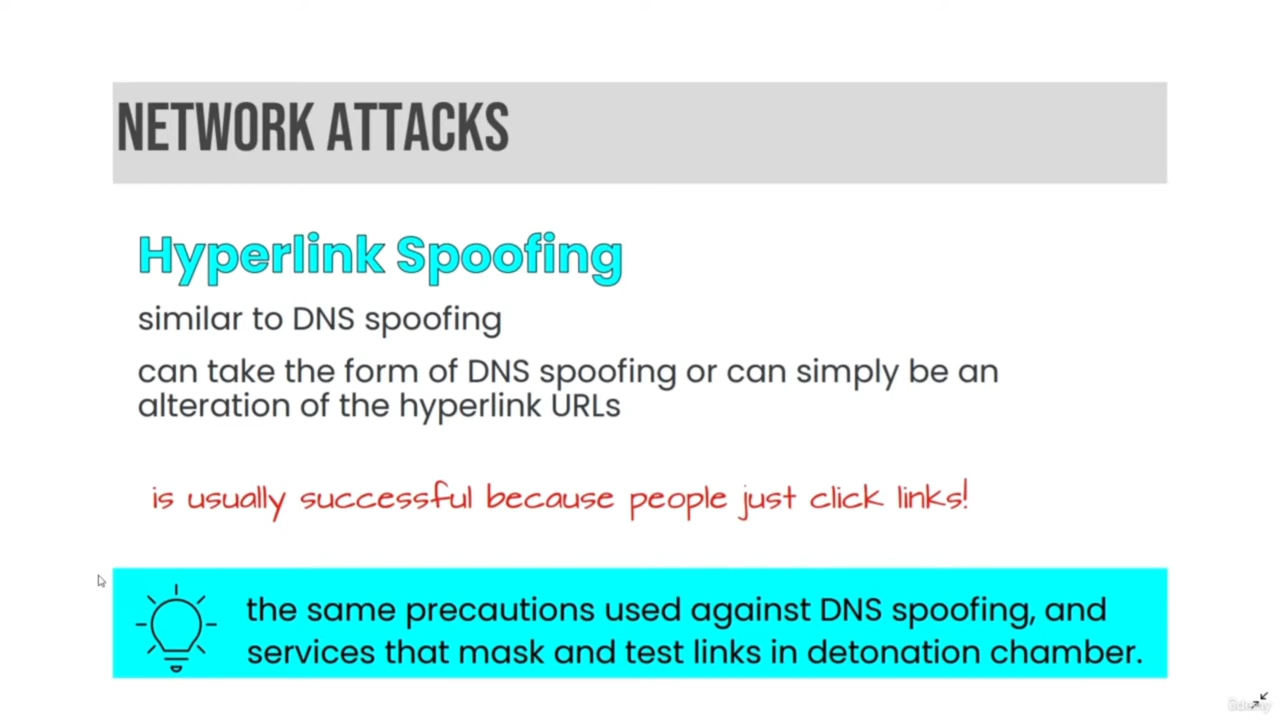 NETWORK ATTACKS
Hyperlink Spoofing
similar to DNS spoofing
can take the form of DNS spoofing or can simply be an
alteration of the hyperlink URLs
is usually successful because people just click links!
the same precautions used against DNS spoofing, and
services that mask and test links in detonation chamber.
Udemy